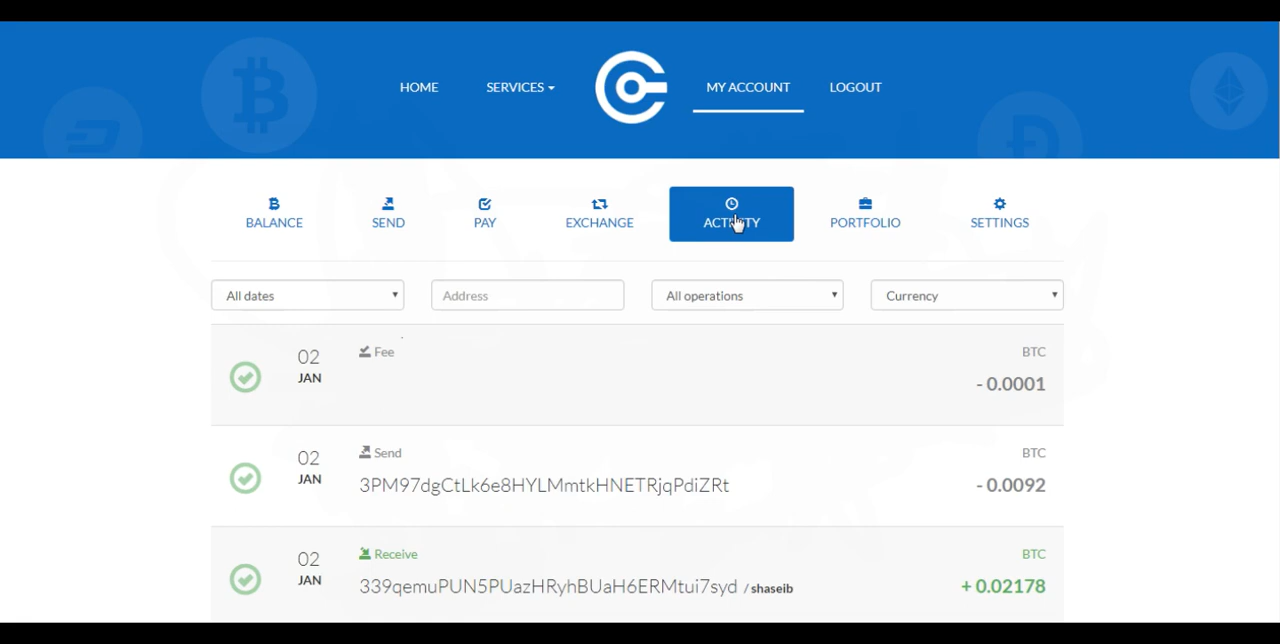 HOME SERVICES MY ACCOUNT LOGOUT
BALANCE SEND PAY EXCHANGE ACTIVITY PORTFOLIO SETTINGS
All dates Address All operations Currency
02 Fee BTC
JAN - 0.0001
02 Send BTC
JAN 3PM97dgCtLk6e8HYLMmtkHNETRjqPdiZRt - 0.0092
02 Receive BTC
JAN 339qemuPUN5PUazHRyhBUaH6ERMtui7syd / shaseib + 0.02178